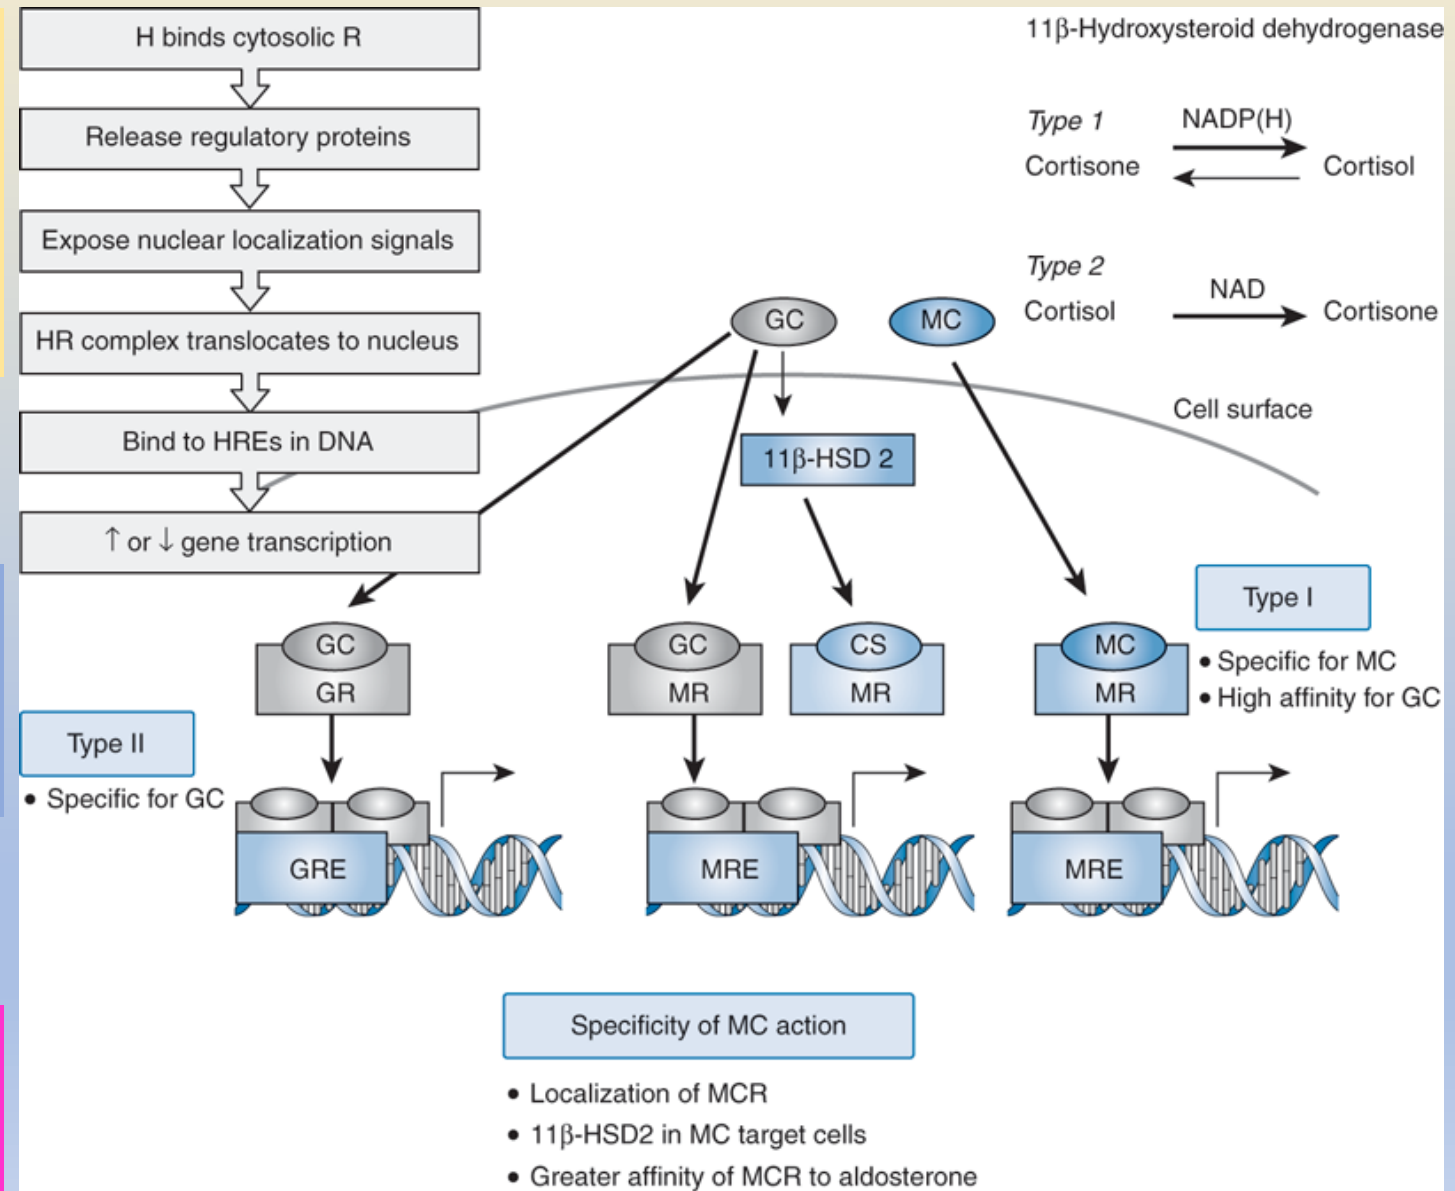 H binds cytosolic R
Release regulatory proteins
Expose nuclear localization signals
HR complex translocates to nucleus
Bind to HREs in DNA
↑ or ↓ gene transcription
11β-Hydroxysteroid dehydrogenase
Type 1
NADP(H)
Cortisone
Cortisol
Type 2
NAD
Cortisol
Cortisone
GC
MC
Cell surface
11β-HSD 2
GC
GR
GC
MR
CS
MR
MC
MR
Type I
• Specific for MC
• High affinity for GC
Type II
• Specific for GC
GRE
MRE
MRE
Specificity of MC action
• Localization of MCR
• 11β-HSD2 in MC target cells
• Greater affinity of MCR to aldosterone